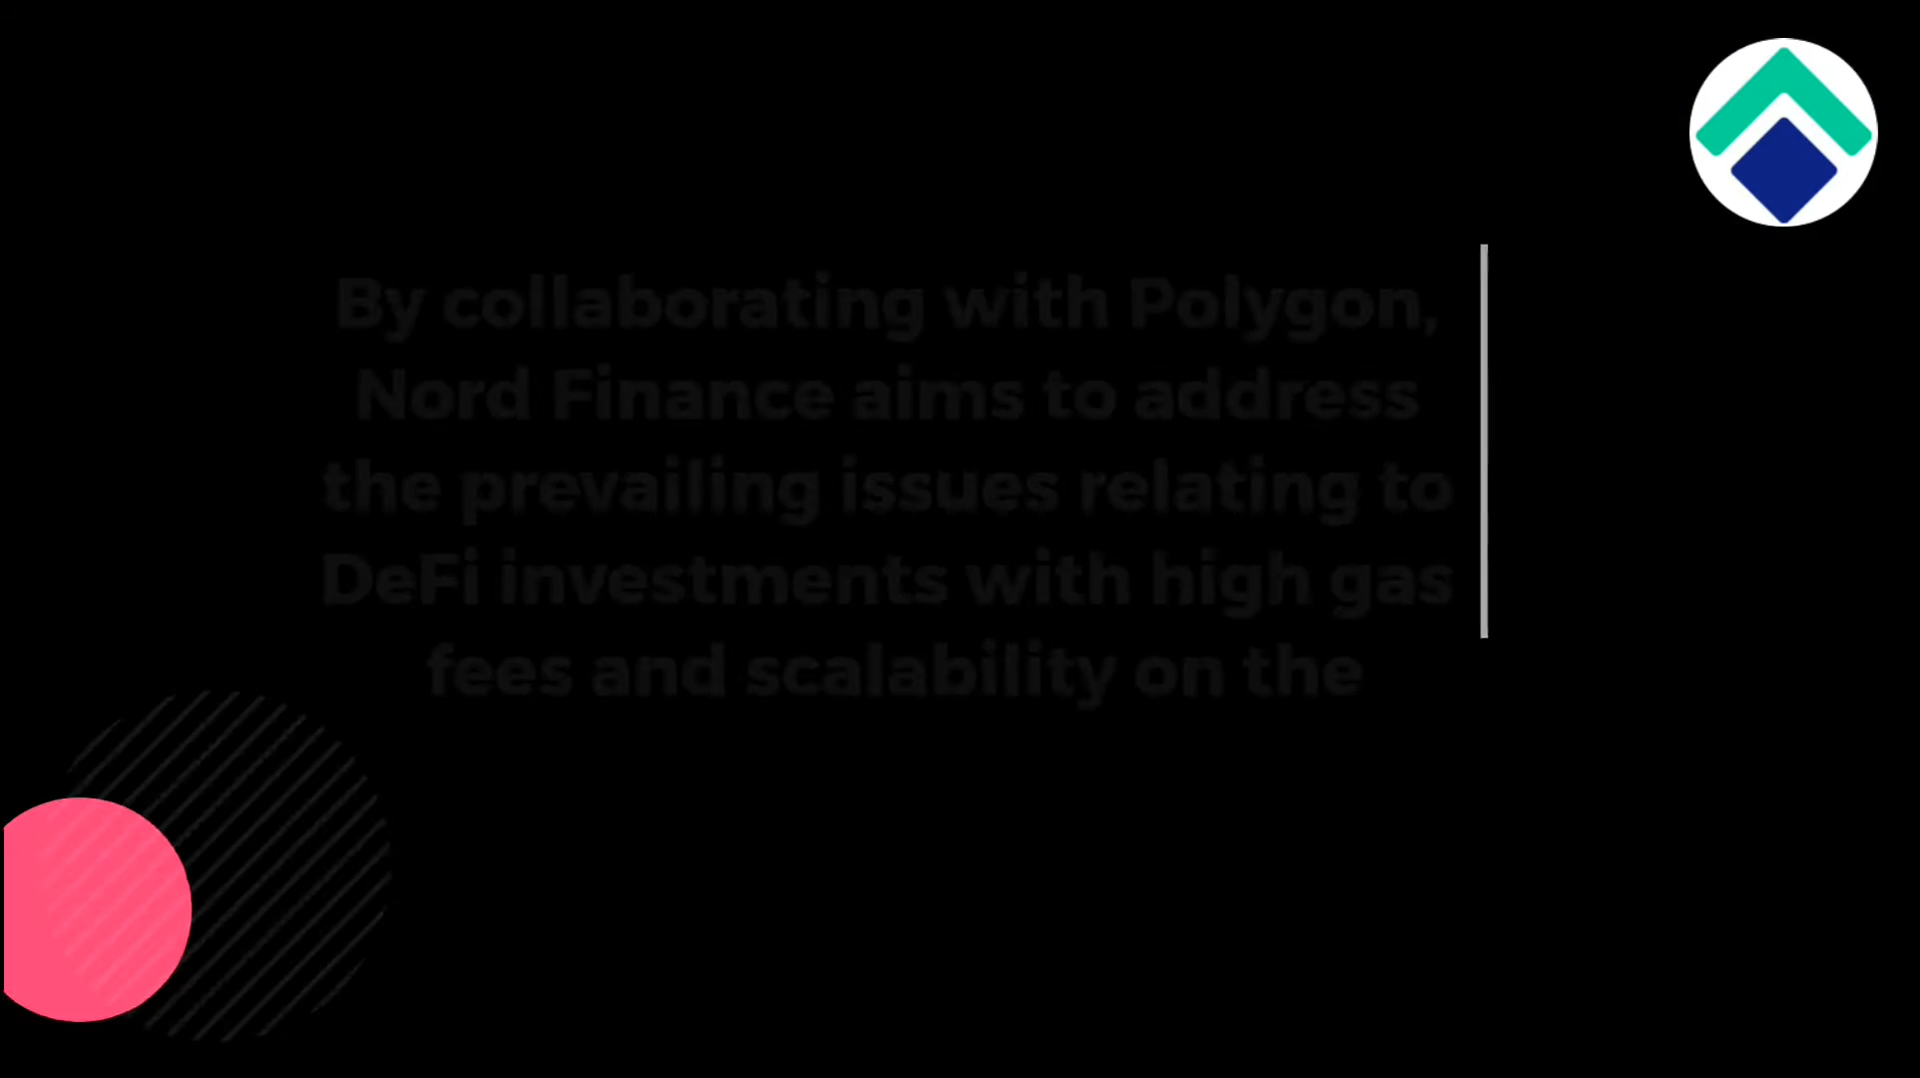 By collaborating with Polygon,
Nord Finance aims to address
the prevailing issues relating to
DeFi investments with high gas
fees and scalability on the